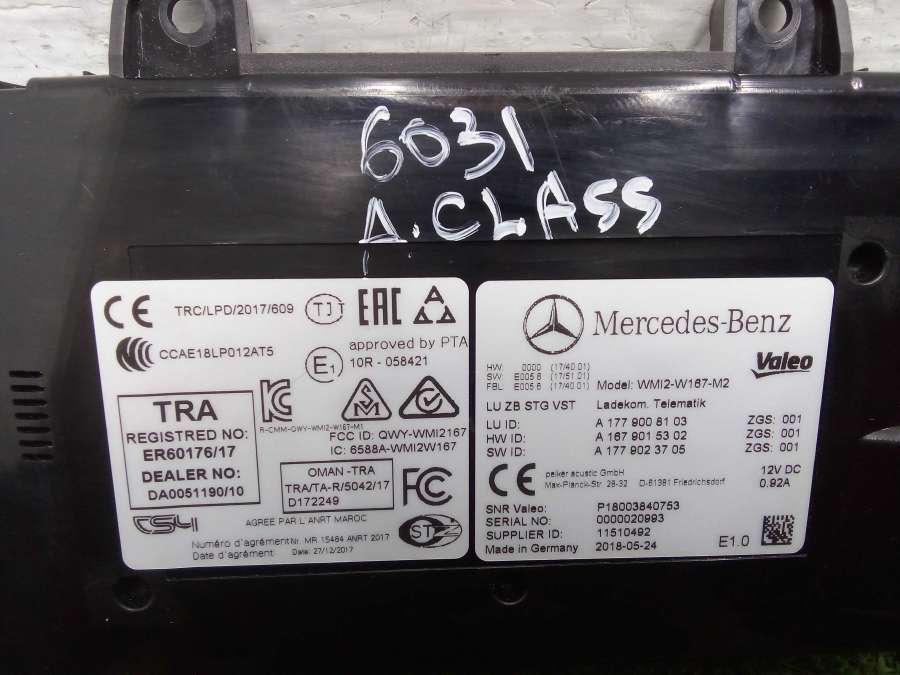 6031
A.CLASS
CE TRC/LPD/2017/609 TJT EAC
CCAE18LP012AT5
approved by PTA
E1 10R - 058421
TRA
REGISTRED NO:
ER60176/17
DEALER NO:
DA0051190/10
R-CMM-QWY-WMI2-W167-M1
FCC ID: QWY-WMI2167
IC: 6588A-WMI2W167
OMAN -TRA
TRA/TA-R/5042/17
D172249
FC
AGREE PAR L'ANRT MAROC
Numéro d'agrément Nr. MR 15484 ANRT 2017
Date d'agrément: Date: 27/12/2017
Mercedes-Benz
HW 0000 (17/40 01)
SW E005 8 (17/51 01)
FBL E005 6 (17/40 01)
Model: WMI2-W167-M2
Valeo
LU ZB STG VST Ladekom. Telematik
LU ID: A 177 900 81 03 ZGS: 001
HW ID: A 167 901 53 02 ZGS: 001
SW ID: A 177 902 37 05 ZGS: 001
CE peiker acustic GmbH
Max-Planck-Str 28-32 D-61381 Friedrichsdorf
12V DC
0.92A
SNR Valeo: P18003840753
SERIAL NO: 0000020993
SUPPLIER ID: 11510492
Made in Germany 2018-05-24 E1.0